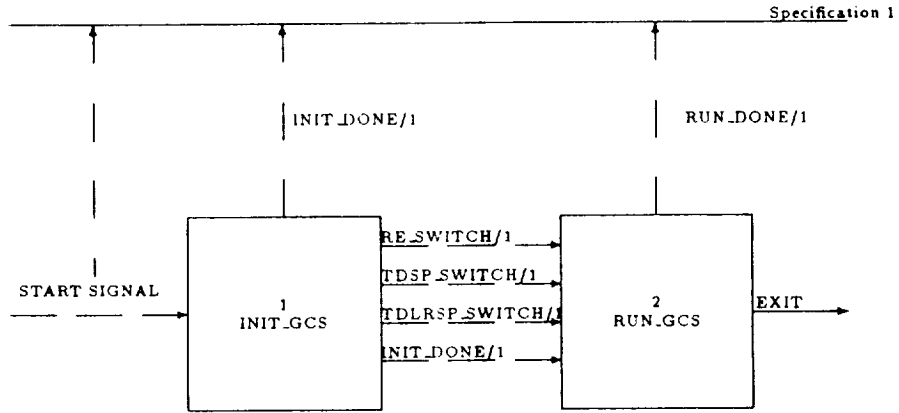 Specification 1
INIT_DONE/1
RUN_DONE/1
RE_SWITCH/1
TDSP_SWITCH/1
START SIGNAL
1
INIT_GCS
2
RUN_GCS
EXIT
TDLRSP_SWITCH/1
INIT_DONE/1